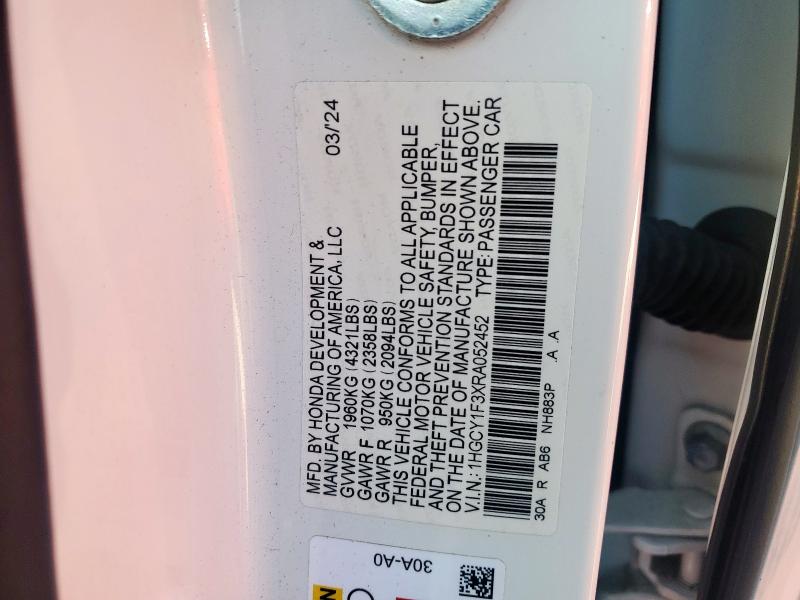 MFD. BY HONDA DEVELOPMENT &
MANUFACTURING OF AMERICA, LLC 03/'24
GVWR 1960KG (4321LBS)
GAWR F 1070KG (2358LBS)
GAWR R 950KG (2094LBS)
THIS VEHICLE CONFORMS TO ALL APPLICABLE
FEDERAL MOTOR VEHICLE SAFETY, BUMPER,
AND THEFT PREVENTION STANDARDS IN EFFECT
ON THE DATE OF MANUFACTURE SHOWN ABOVE.
V.I.N.: 1HGCY1F3XRA052452 TYPE: PASSENGER CAR
30A R AB6 NH883P .A .A
30A-A0